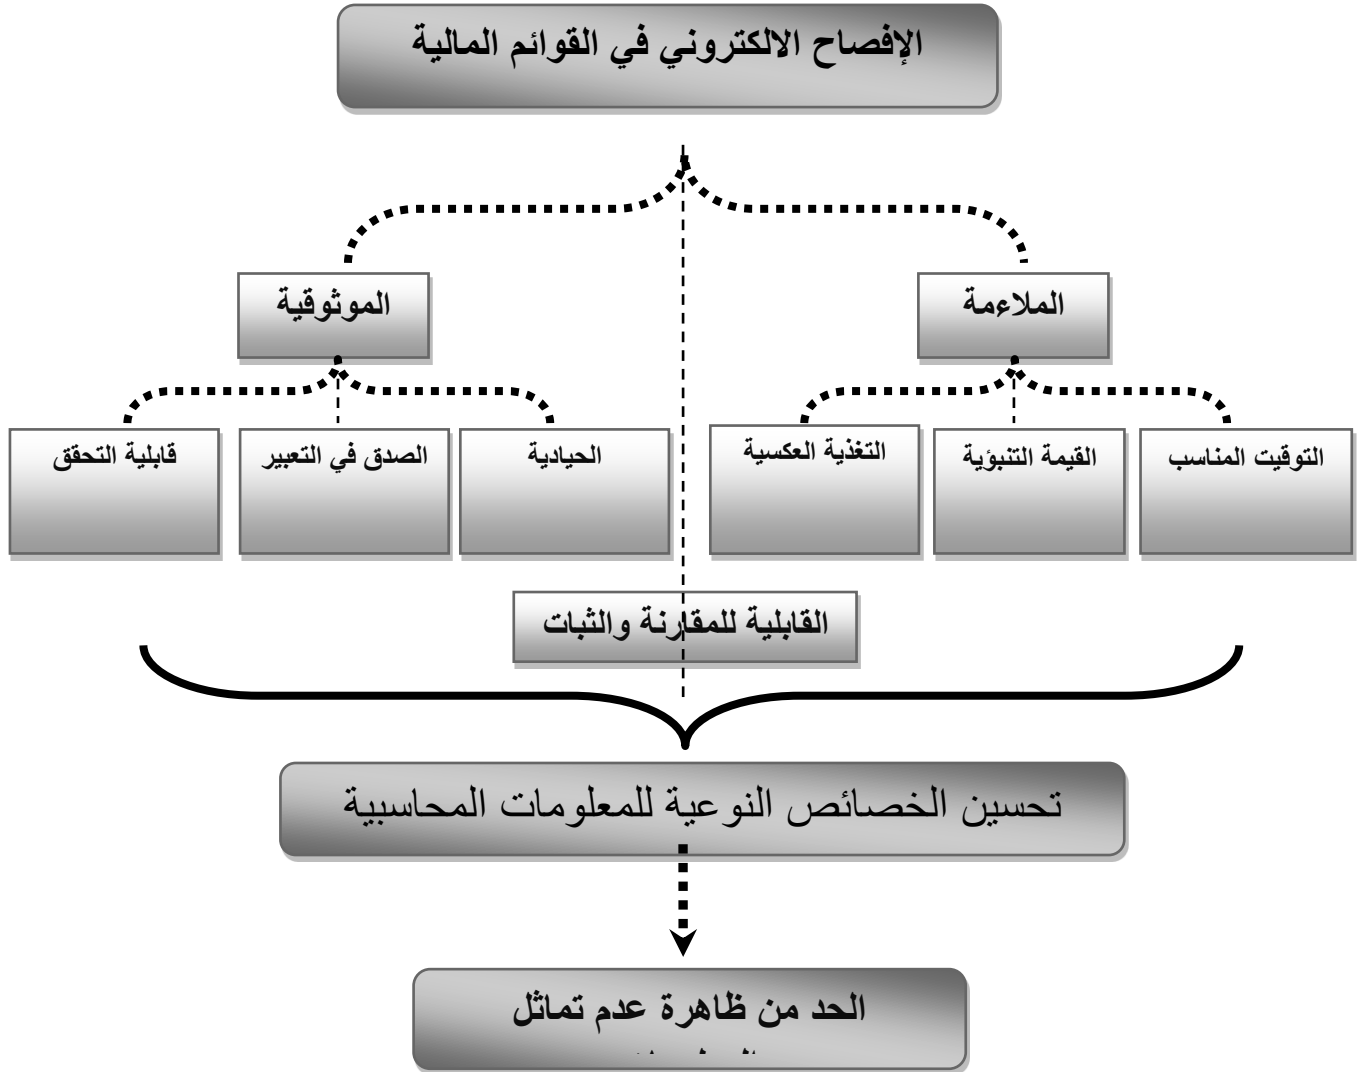 الإفصاح الالكتروني في القوائم المالية
الملاءمة
الموثوقية
التوقيت المناسب
القيمة التنبؤية
التغذية العكسية
الحيادية
الصدق في التعبير
قابلية التحقق
القابلية للمقارنة والثبات
تحسين الخصائص النوعية للمعلومات المحاسبية
الحد من ظاهرة عدم تماثل